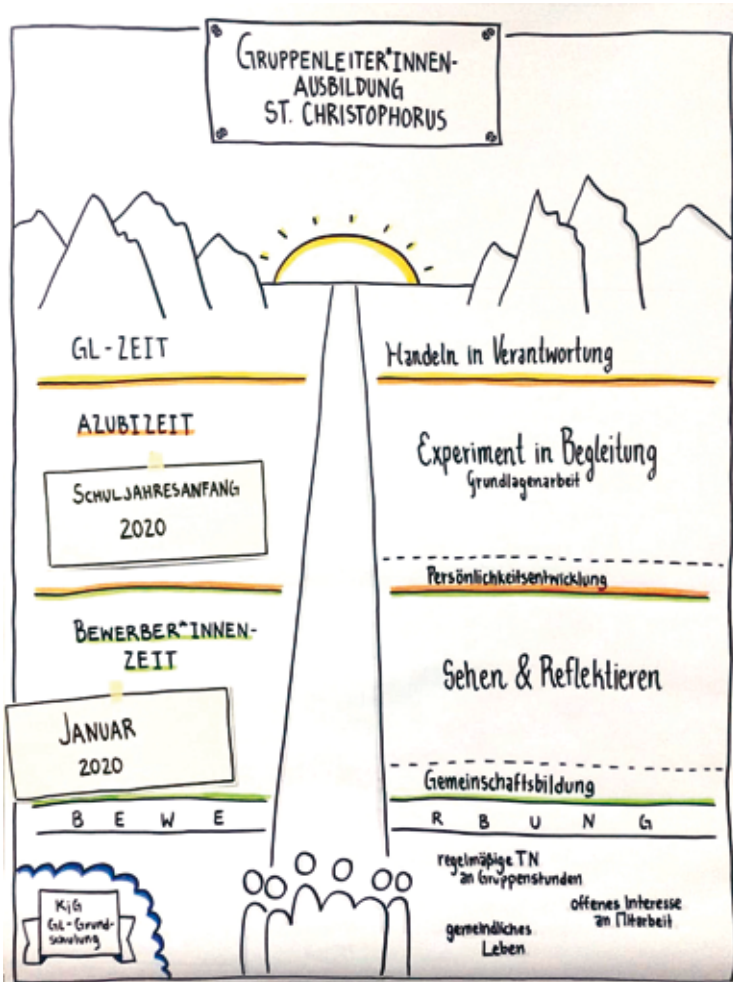 GRUPPENLEITER*INNEN-
AUSBILDUNG
ST. CHRISTOPHORUS
GL-ZEIT
Handeln in Verantwortung
AZUBIZEIT
Experiment in Begleitung
Grundlagenarbeit
SCHULJAHRESANFANG
2020
Persönlichkeitsentwicklung
BEWERBER*INNEN-
ZEIT
Sehen & Reflektieren
JANUAR
2020
Gemeinschaftsbildung
B E W E R B U N G
regelmäßige TN
an Gruppenstunden
offenes Interesse
an Mitarbeit
gemeindliches
Leben
KjG
GL-Grund-
schulung